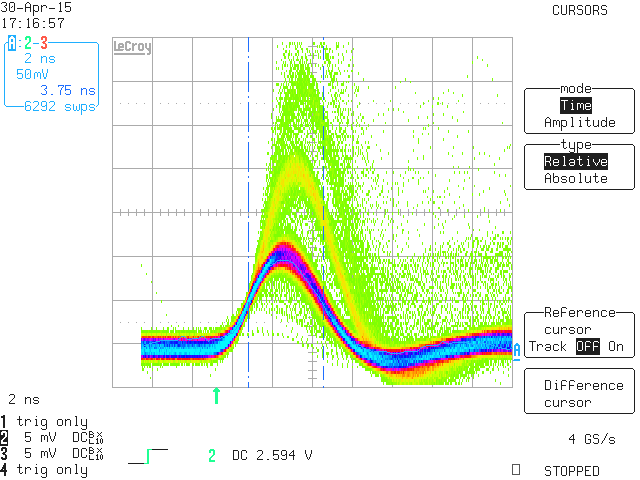 30-Apr-15
17:16:57
CURSORS
A:2-3
2 ns
50mV
3.75 ns
6292 swps
LeCroy
mode
Time
Amplitude
type
Relative
Absolute
Reference
cursor
Track OFF On
A
Difference
cursor
2 ns
1 trig only
2 5 mV DC
3 5 mV DC
4 trig only
2 DC 2.594 V
4 GS/s
STOPPED